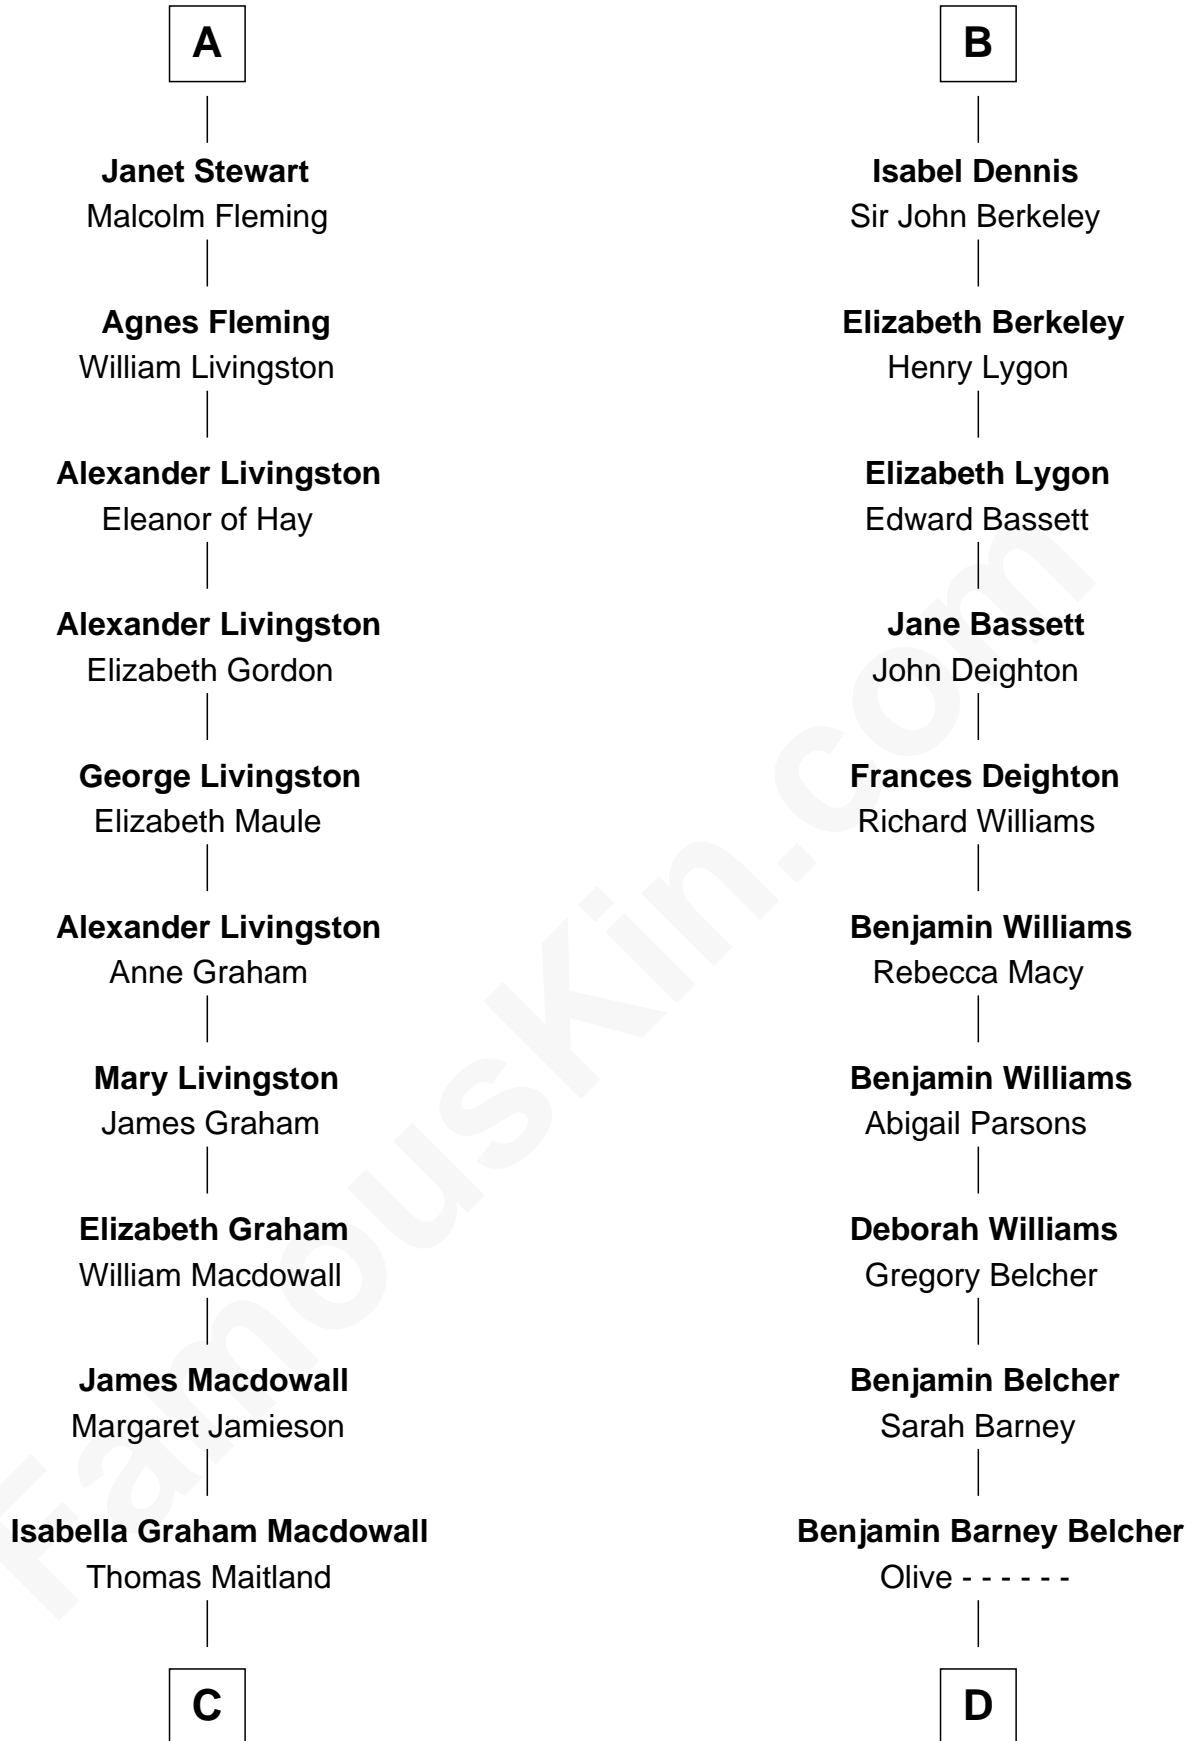 A
Janet Stewart
Malcolm Fleming
Agnes Fleming
William Livingston
Alexander Livingston
Eleanor of Hay
Alexander Livingston
Elizabeth Gordon
George Livingston
Elizabeth Maule
Alexander Livingston
Anne Graham
Mary Livingston
James Graham
Elizabeth Graham
William Macdowall
James Macdowall
Margaret Jamieson
Isabella Graham Macdowall
Thomas Maitland
C
B
Isabel Dennis
Sir John Berkeley
Elizabeth Berkeley
Henry Lygon
Elizabeth Lygon
Edward Bassett
Jane Bassett
John Deighton
Frances Deighton
Richard Williams
Benjamin Williams
Rebecca Macy
Benjamin Williams
Abigail Parsons
Deborah Williams
Gregory Belcher
Benjamin Belcher
Sarah Barney
Benjamin Barney Belcher
Olive - - - - - -
D
FamousKin.com